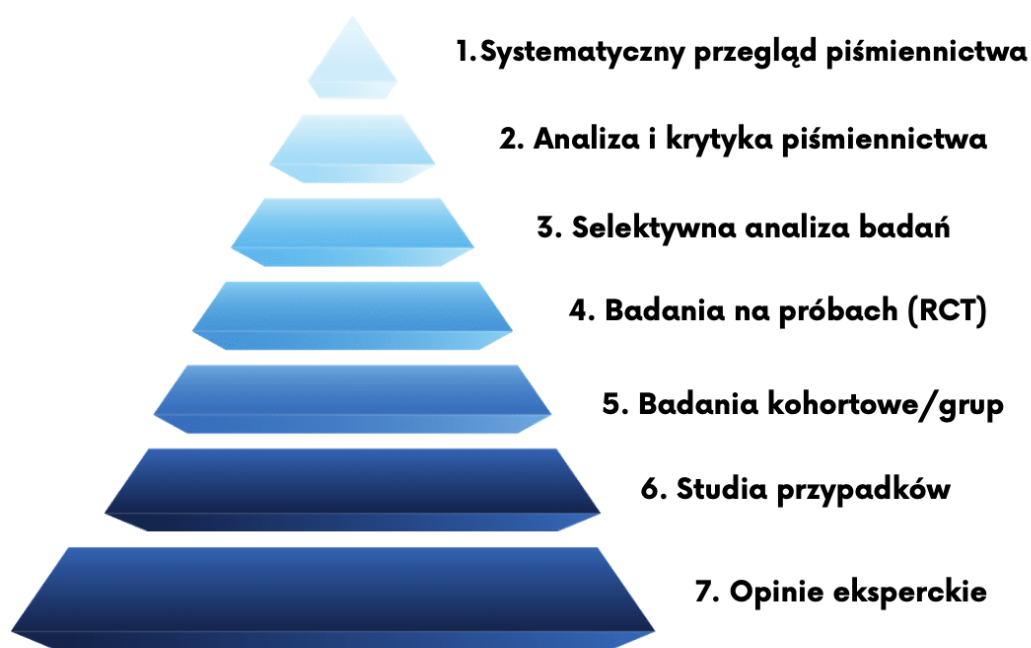 1.Systematyczny przegląd piśmiennictwa
2. Analiza i krytyka piśmiennictwa
3. Selektywna analiza badań
4. Badania na próbach (RCT)
5. Badania kohortowe/grup
6. Studia przypadków
7. Opinie eksperckie